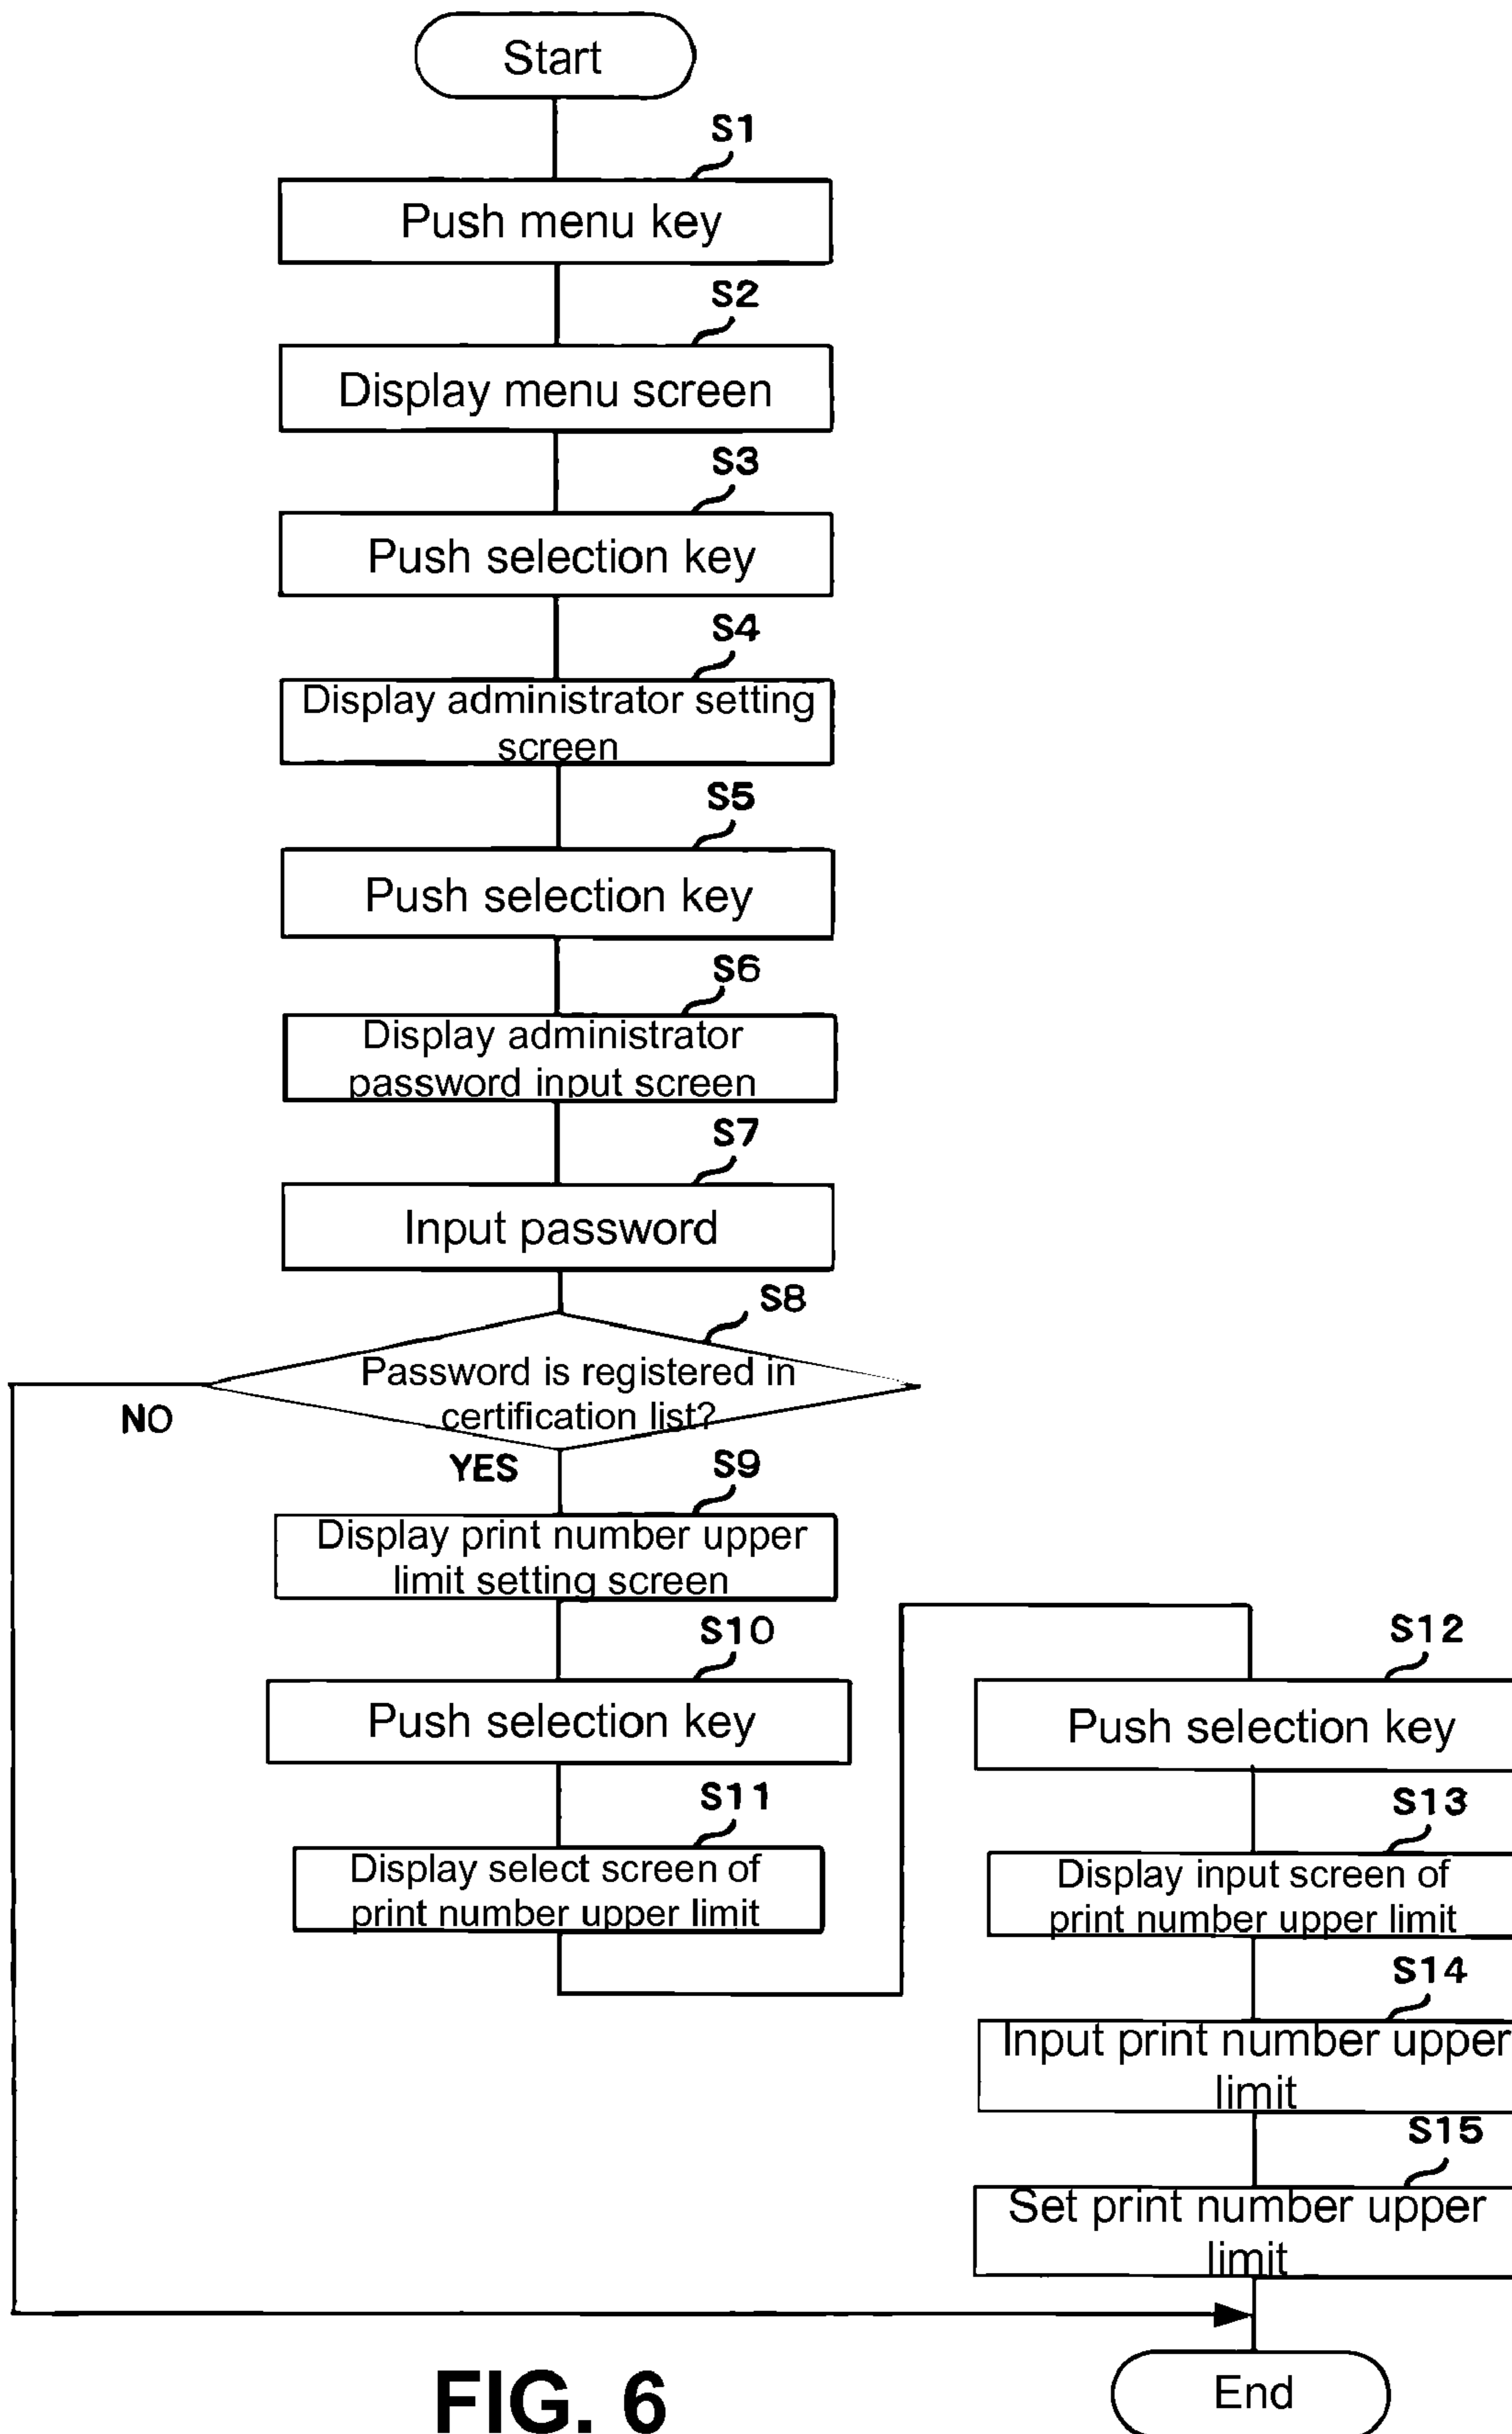 Start
S1
Push menu key
S2
Display menu screen
S3
Push selection key
S4
Display administrator setting
screen
S5
Push selection key
S6
Display administrator
password input screen
S7
Input password
S8
Password is registered in
certification list?
NO
YES
S9
Display print number upper
limit setting screen
S10
Push selection key
S11
Display select screen of
print number upper limit
S12
Push selection key
S13
Display input screen of
print number upper limit
S14
Input print number upper
limit
S15
Set print number upper
limit
End
FIG. 6